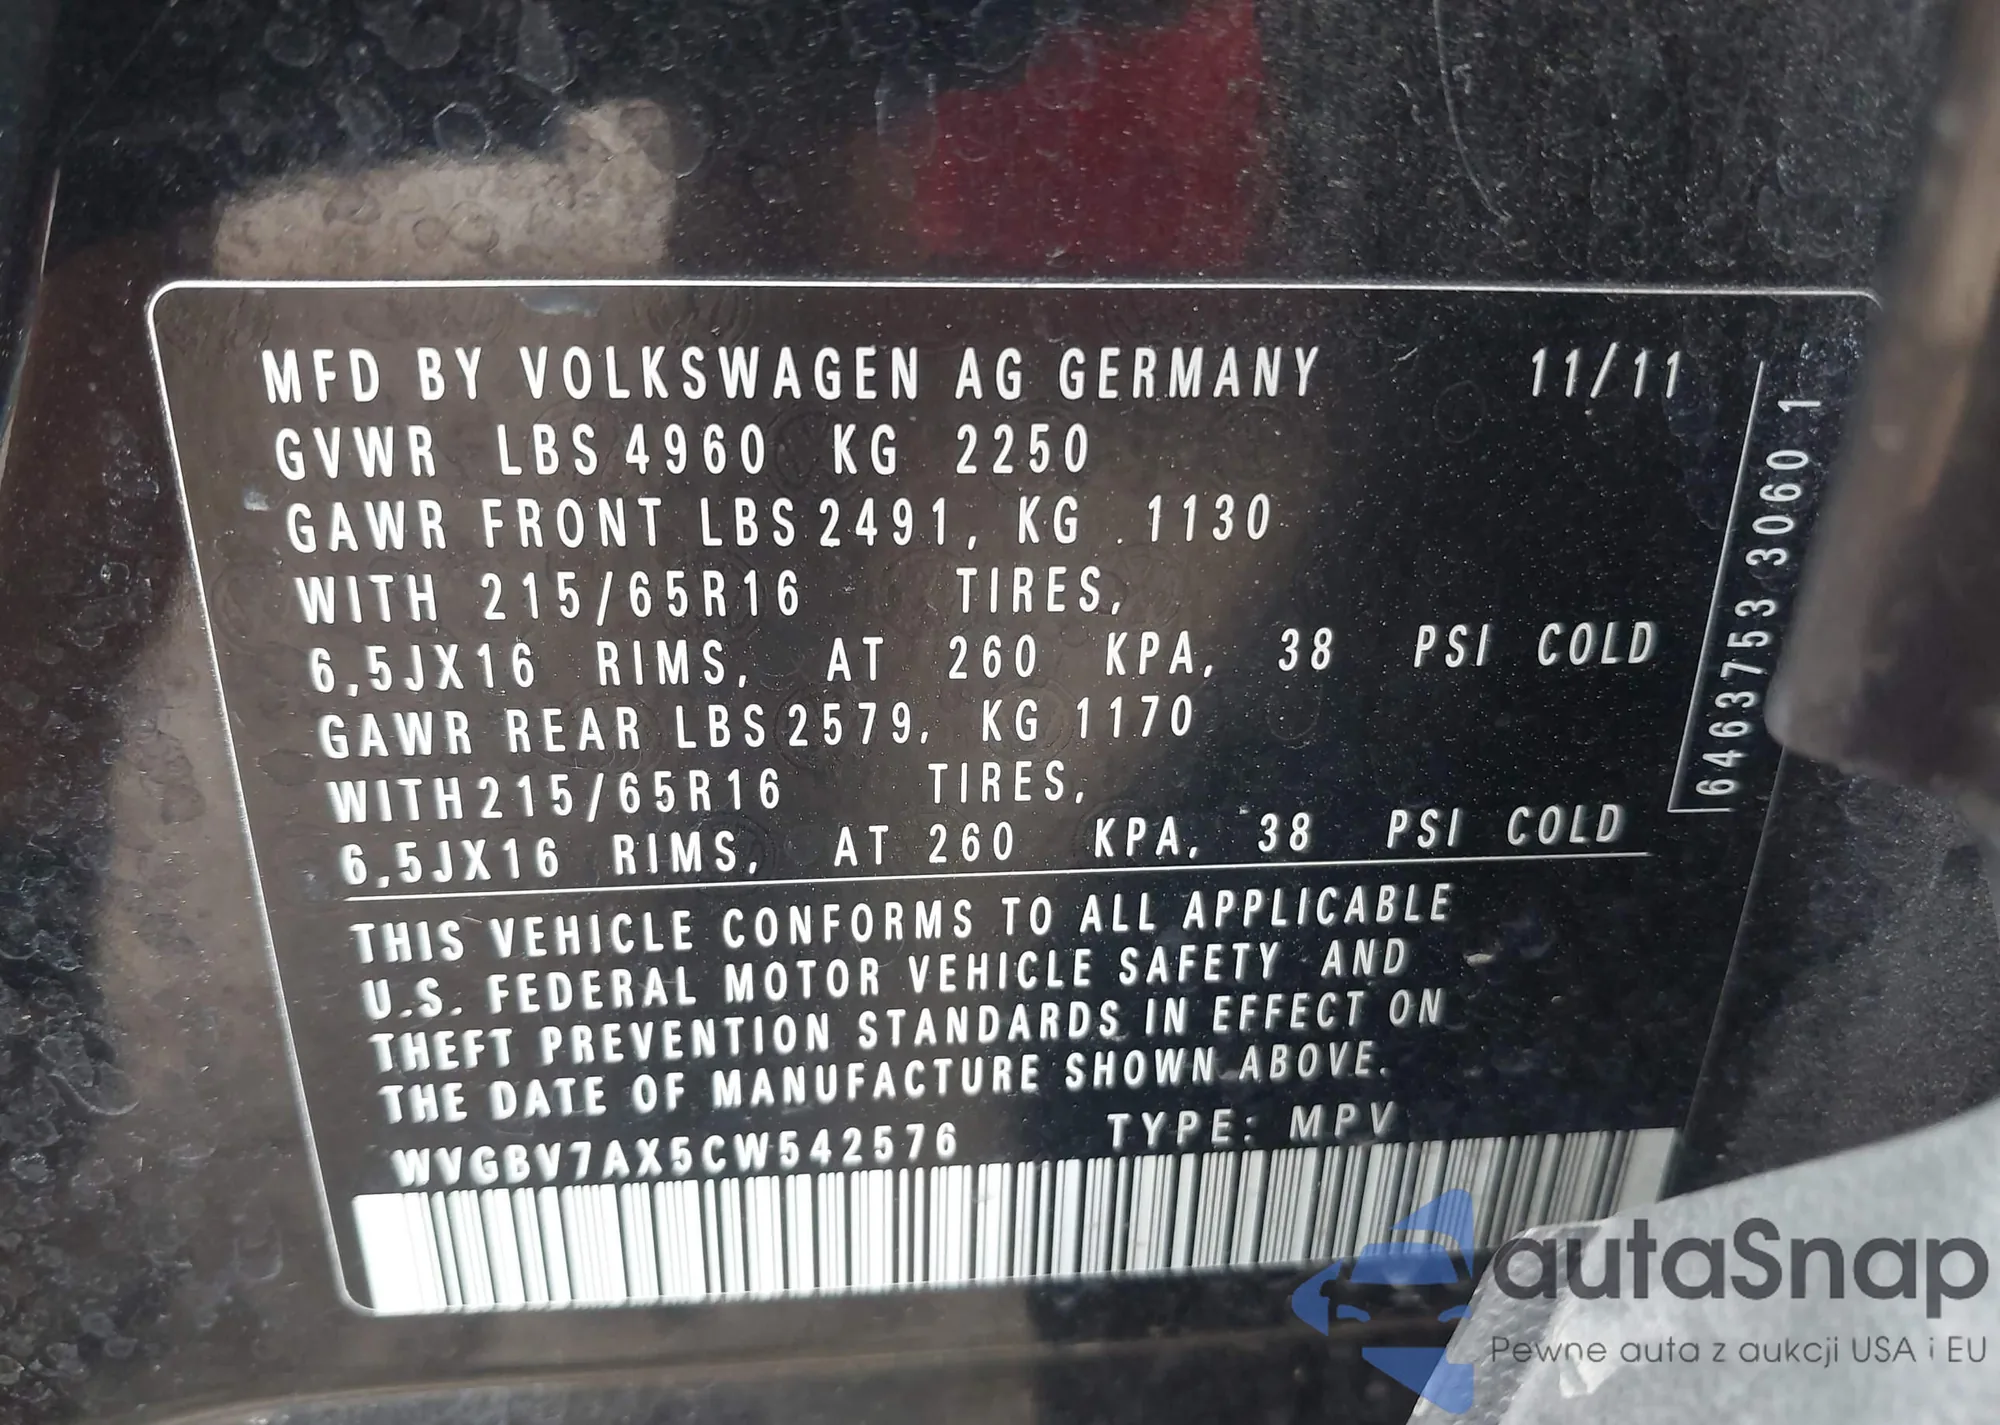 MFD BY VOLKSWAGEN AG GERMANY 11/11
GVWR LBS 4960 KG 2250
GAWR FRONT LBS 2491, KG 1130
WITH 215/65R16 TIRES,
6,5JX16 RIMS, AT 260 KPA, 38 PSI COLD
GAWR REAR LBS 2579, KG 1170
WITH 215/65R16 TIRES,
6,5JX16 RIMS, AT 260 KPA, 38 PSI COLD
THIS VEHICLE CONFORMS TO ALL APPLICABLE
U.S. FEDERAL MOTOR VEHICLE SAFETY AND
THEFT PREVENTION STANDARDS IN EFFECT ON
THE DATE OF MANUFACTURE SHOWN ABOVE.
WVGBV7AX5CW542576 TYPE: MPV
6463753 3060 1
autaSnap
Pewne auta z aukcji USA i EU